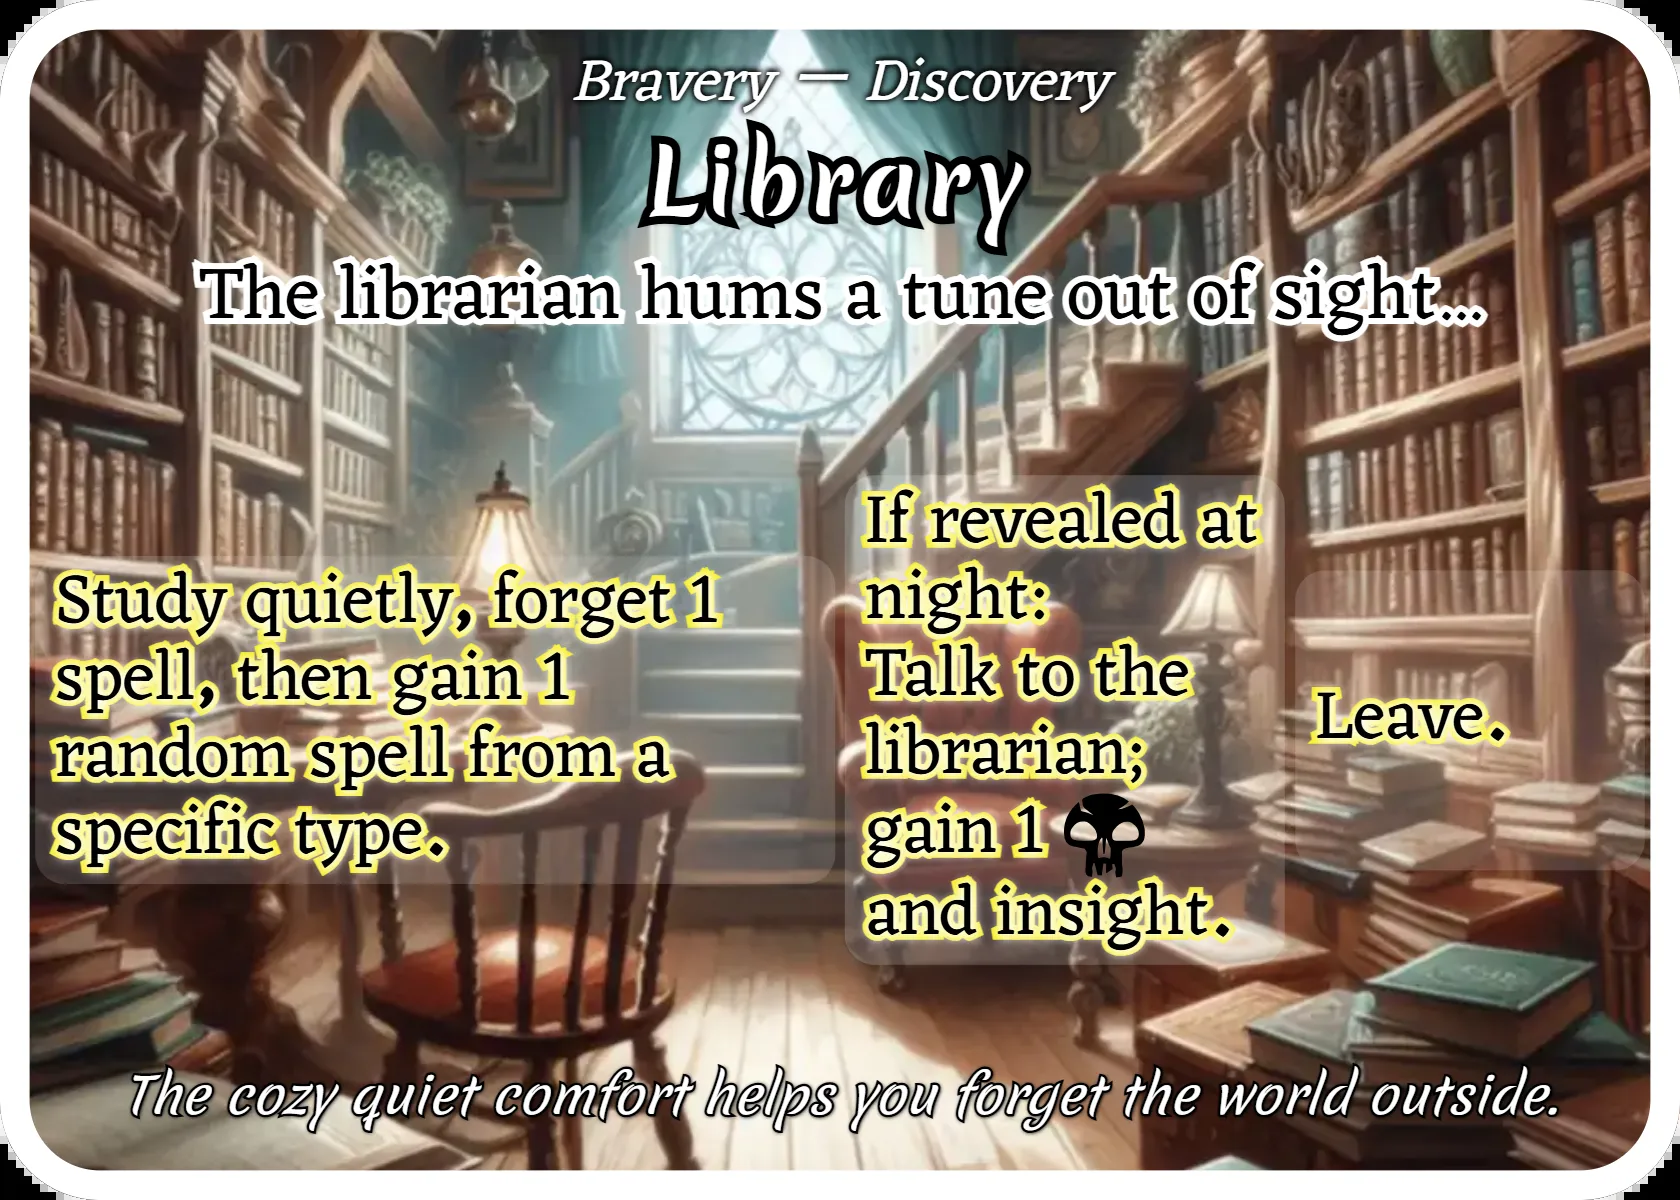 Bravery — Discovery
Library
The librarian hums a tune out of sight...
Study quietly, forget 1
spell, then gain 1
random spell from a
specific type.
If revealed at
night:
Talk to the
librarian;
gain 1
and insight.
Leave.
The cozy quiet comfort helps you forget the world outside.